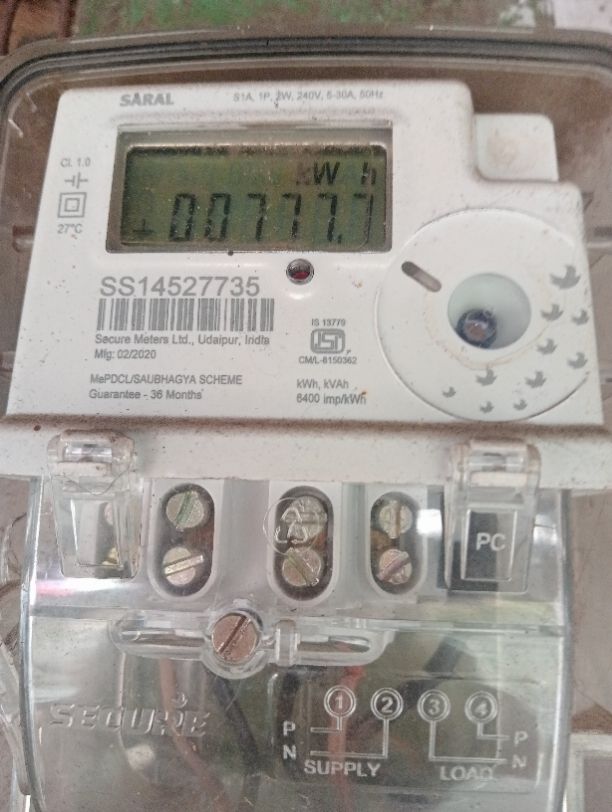 SARAL
S1A, 1P, 2W, 240V, 5-30A, 50Hz
Cl. 1.0
27°C
kW h
00777.7
SS14527735
Secure Meters Ltd., Udaipur, India
Mfg: 02/2020
IS 13779
CM/L-8150362
MePDCL/SAUBHAGYA SCHEME
Guarantee - 36 Months
kWh, kVAh
6400 imp/kWh
PC
SECURE
1 2 3 4
P P
N N
SUPPLY LOAD